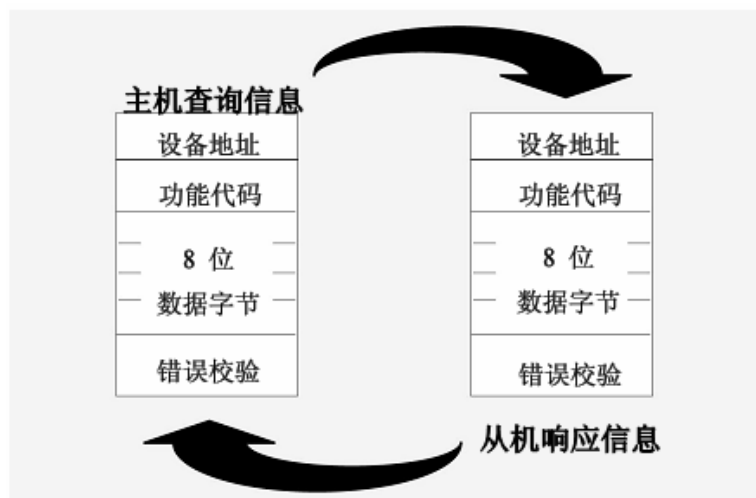 主机查询信息
设备地址
功能代码
8 位
数据字节
错误校验
设备地址
功能代码
8 位
数据字节
错误校验
从机响应信息